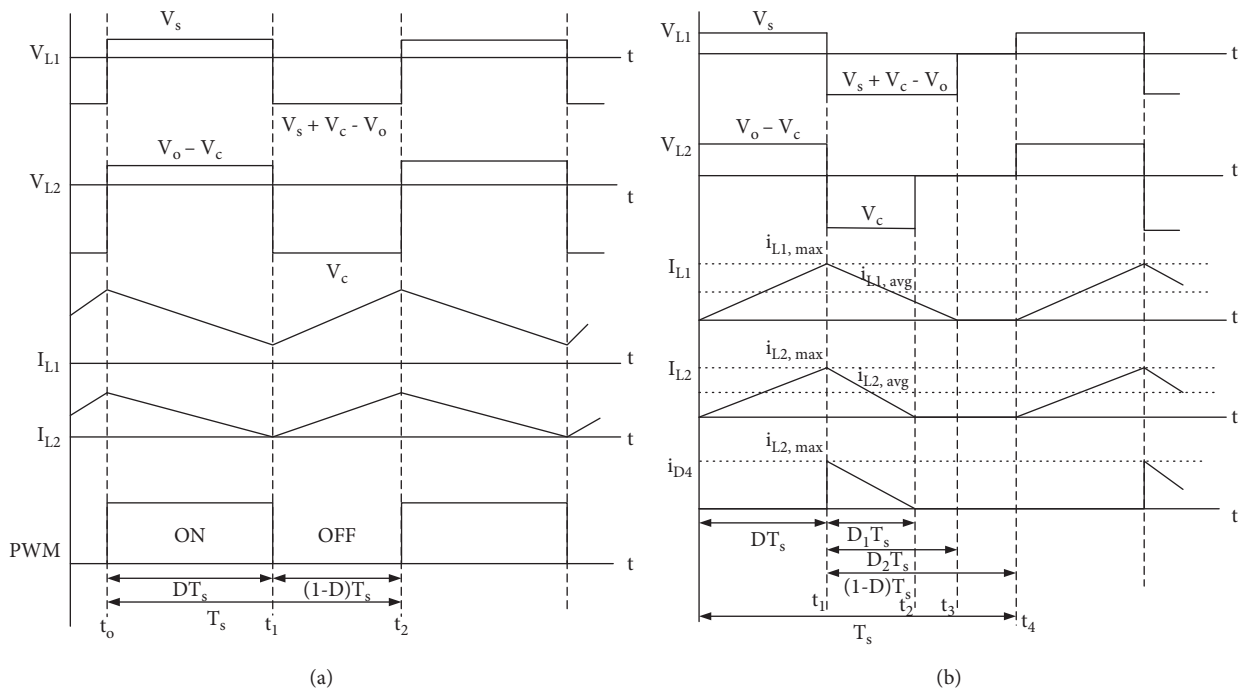 V_s
V_L1
t
V_s + V_c - V_o
V_o – V_c
V_L2
t
V_c
I_L1
t
I_L2
t
ON
OFF
PWM
t
DT_s
(1-D)T_s
T_s
t_o
t_1
t_2
(a)
V_s
V_L1
t
V_s + V_c - V_o
V_o – V_c
V_L2
t
V_c
i_L1, max
I_L1
i_L1, avg
t
i_L2, max
I_L2
i_L2, avg
t
i_L2, max
i_D4
t
DT_s
D_1T_s
D_2T_s
(1-D)T_s
t_1
t_2
t_3
t_4
T_s
(b)